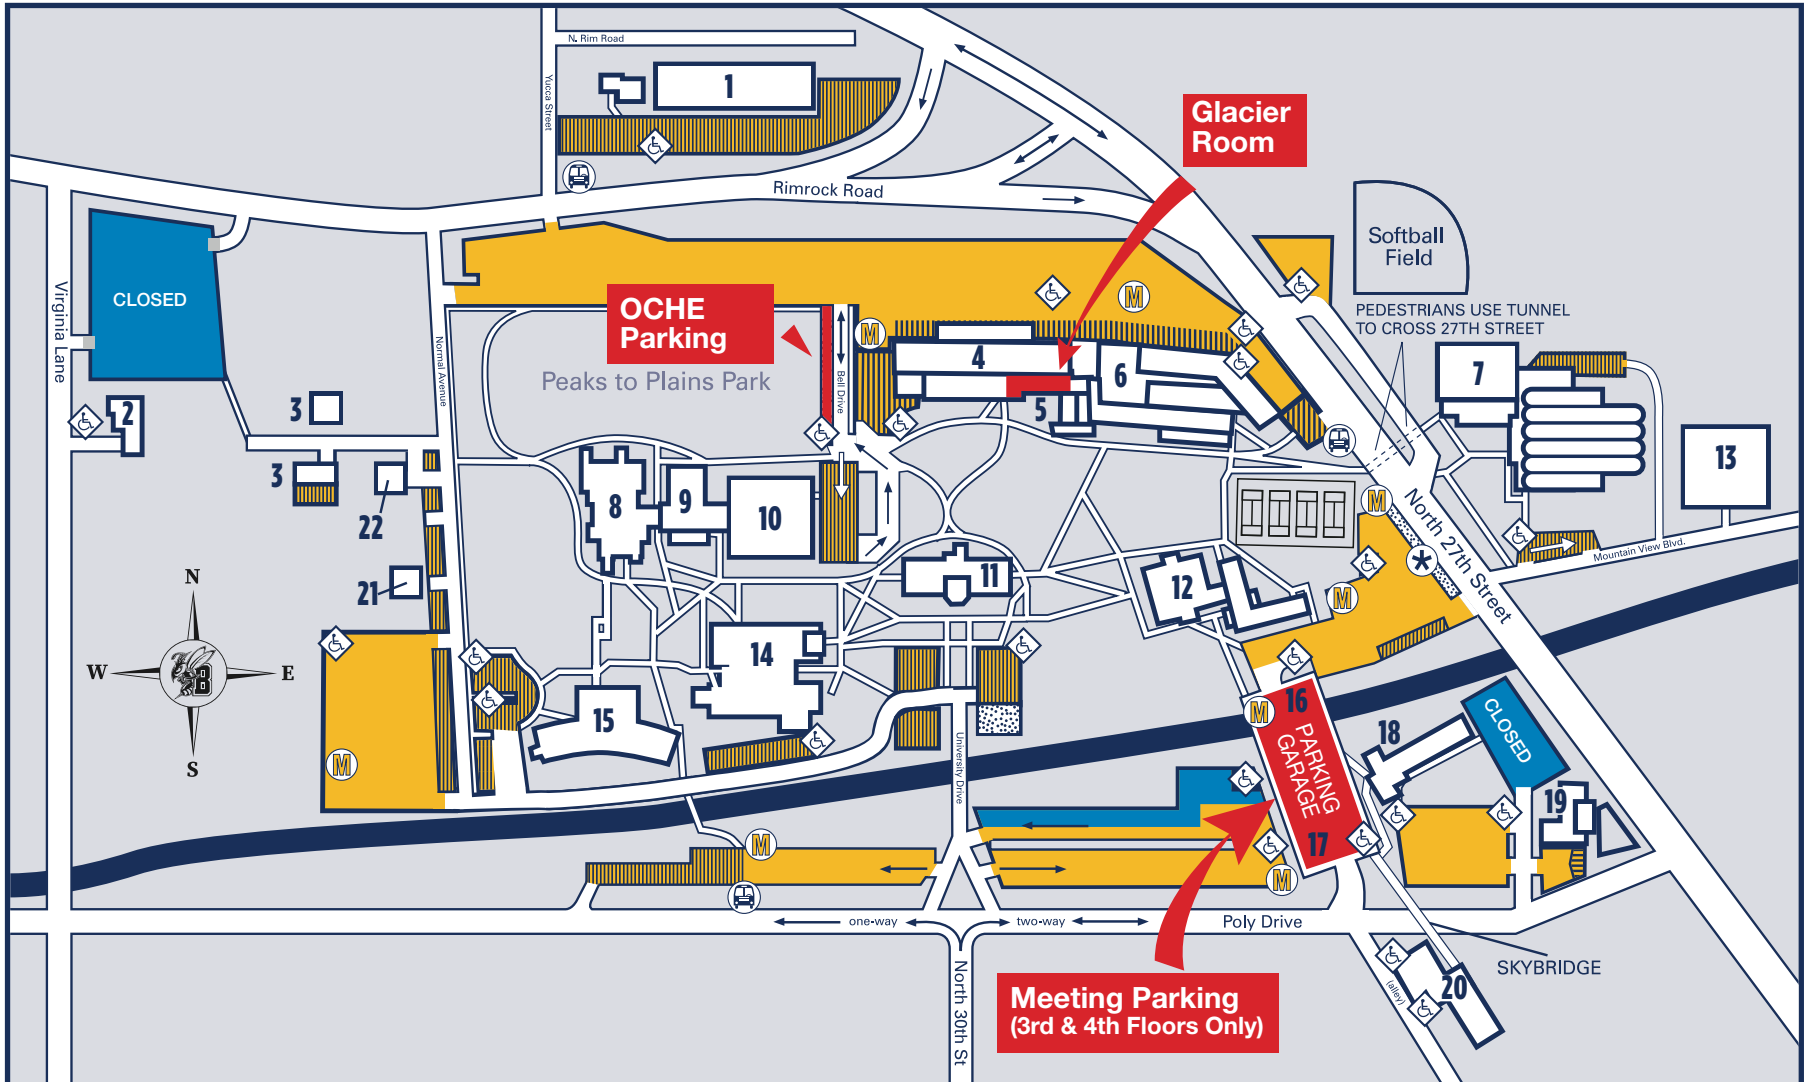 N. Rim Road
Yucca Street
1
Glacier
Room
Rimrock Road
Softball
Field
CLOSED
Virginia Lane
Normal Avenue
OCHE
Parking
Peaks to Plains Park
Bell Drive
M
M
PEDESTRIANS USE TUNNEL
TO CROSS 27TH STREET
4
5
6
7
2
3
3
22
21
8
9
10
11
12
13
M
North 27th Street
*
Mountain View Blvd.
M
N
W
E
S
B
14
15
M
University Drive
M
16
PARKING
GARAGE
17
18
CLOSED
19
M
M
one-way
two-way
Poly Drive
SKYBRIDGE
North 30th St
Meeting Parking
(3rd & 4th Floors Only)
(alley)
20